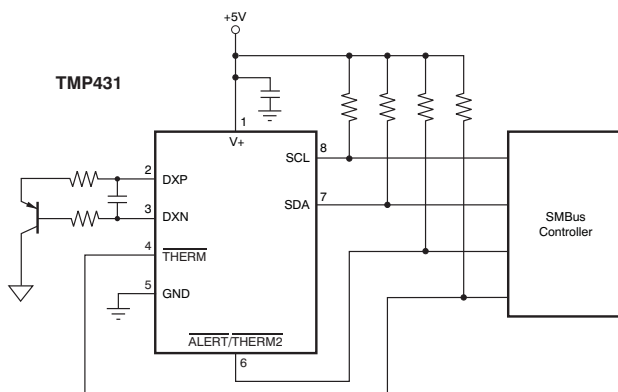 +5V
TMP431
1
V+
8
SCL
2
DXP
7
SDA
3
DXN
SMBus
Controller
4
THERM
5
GND
ALERT/THERM2
6